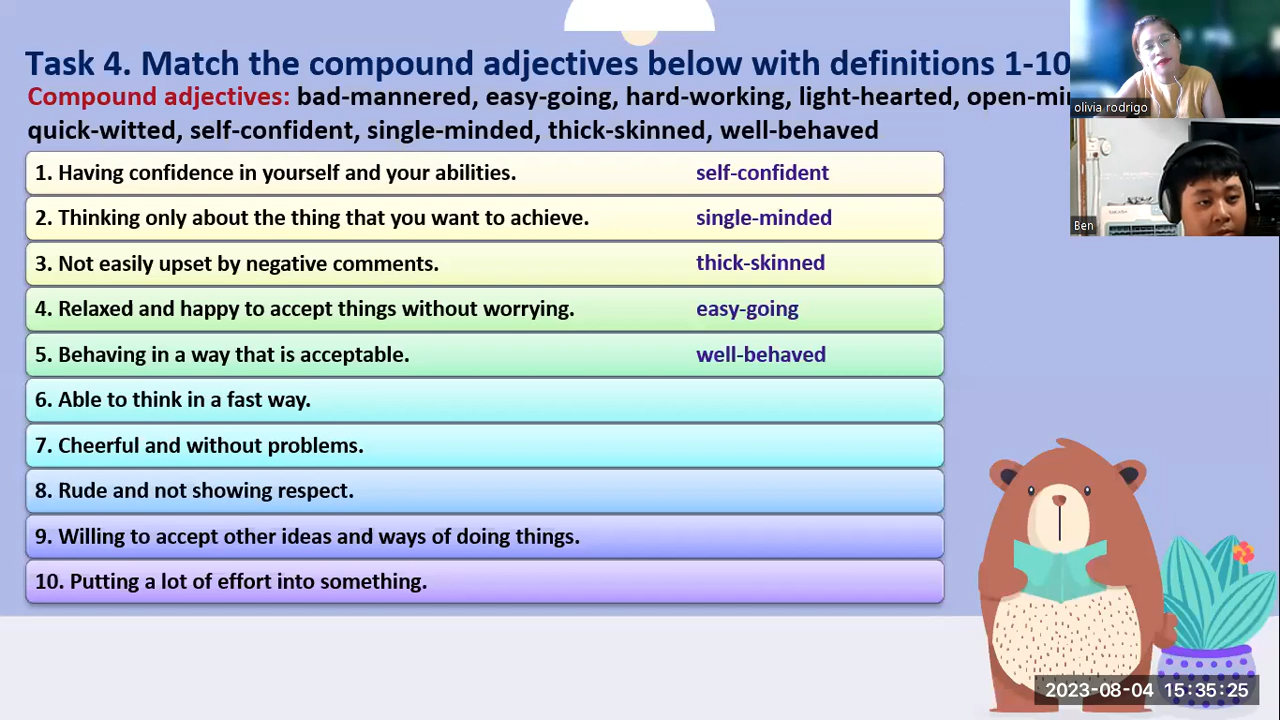 Task 4. Match the compound adjectives below with definitions 1-10
Compound adjectives: bad-mannered, easy-going, hard-working, light-hearted,
quick-witted, self-confident, single-minded, thick-skinned, well-behaved
1. Having confidence in yourself and your abilities. self-confident
2. Thinking only about the thing that you want to achieve. single-minded
3. Not easily upset by negative comments. thick-skinned
4. Relaxed and happy to accept things without worrying. easy-going
5. Behaving in a way that is acceptable. well-behaved
6. Able to think in a fast way.
7. Cheerful and without problems.
8. Rude and not showing respect.
9. Willing to accept other ideas and ways of doing things.
10. Putting a lot of effort into something.
olivia rodrigo
Ben
2023-08-04 15:35:25